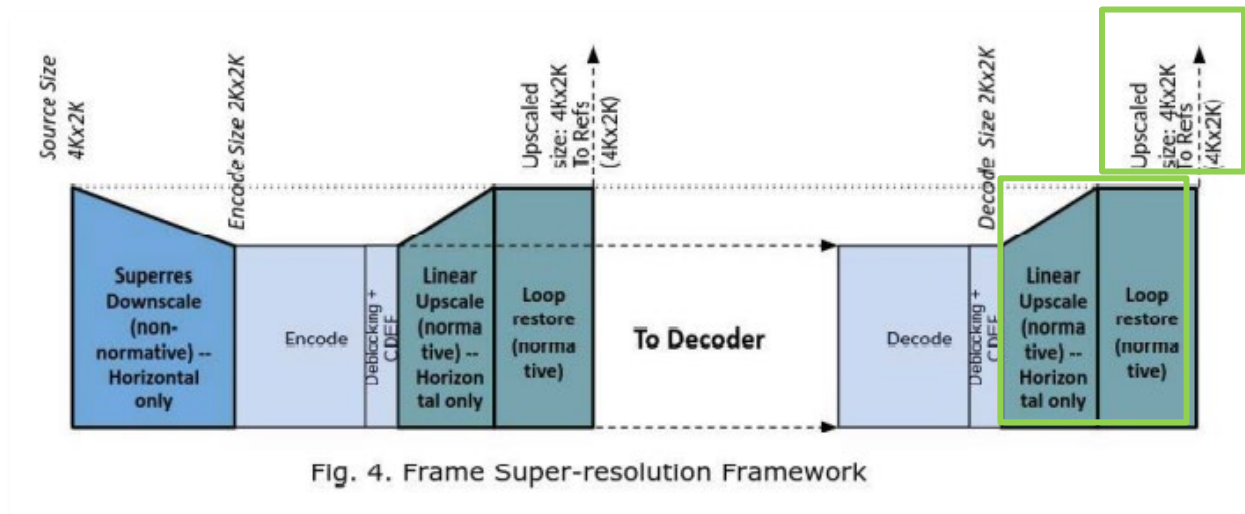 Source Size
4Kx2K
Encode Size 2Kx2K
Upscaled
size: 4Kx2K
To Refs
(4Kx2K)
Decode Size 2Kx2K
Upscaled
size: 4Kx2K
To Refs
(4Kx2K)
Superres
Downscale
(non-
normative) --
Horizontal
only
Encode
Deblocking +
CDEF
Linear
Upscale
(norma
tive) --
Horizon
tal only
Loop
restore
(norma
tive)
To Decoder
Decode
Deblocking +
CDEF
Linear
Upscale
(norma
tive) --
Horizon
tal only
Loop
restore
(norma
tive)
Fig. 4. Frame Super-resolution Framework